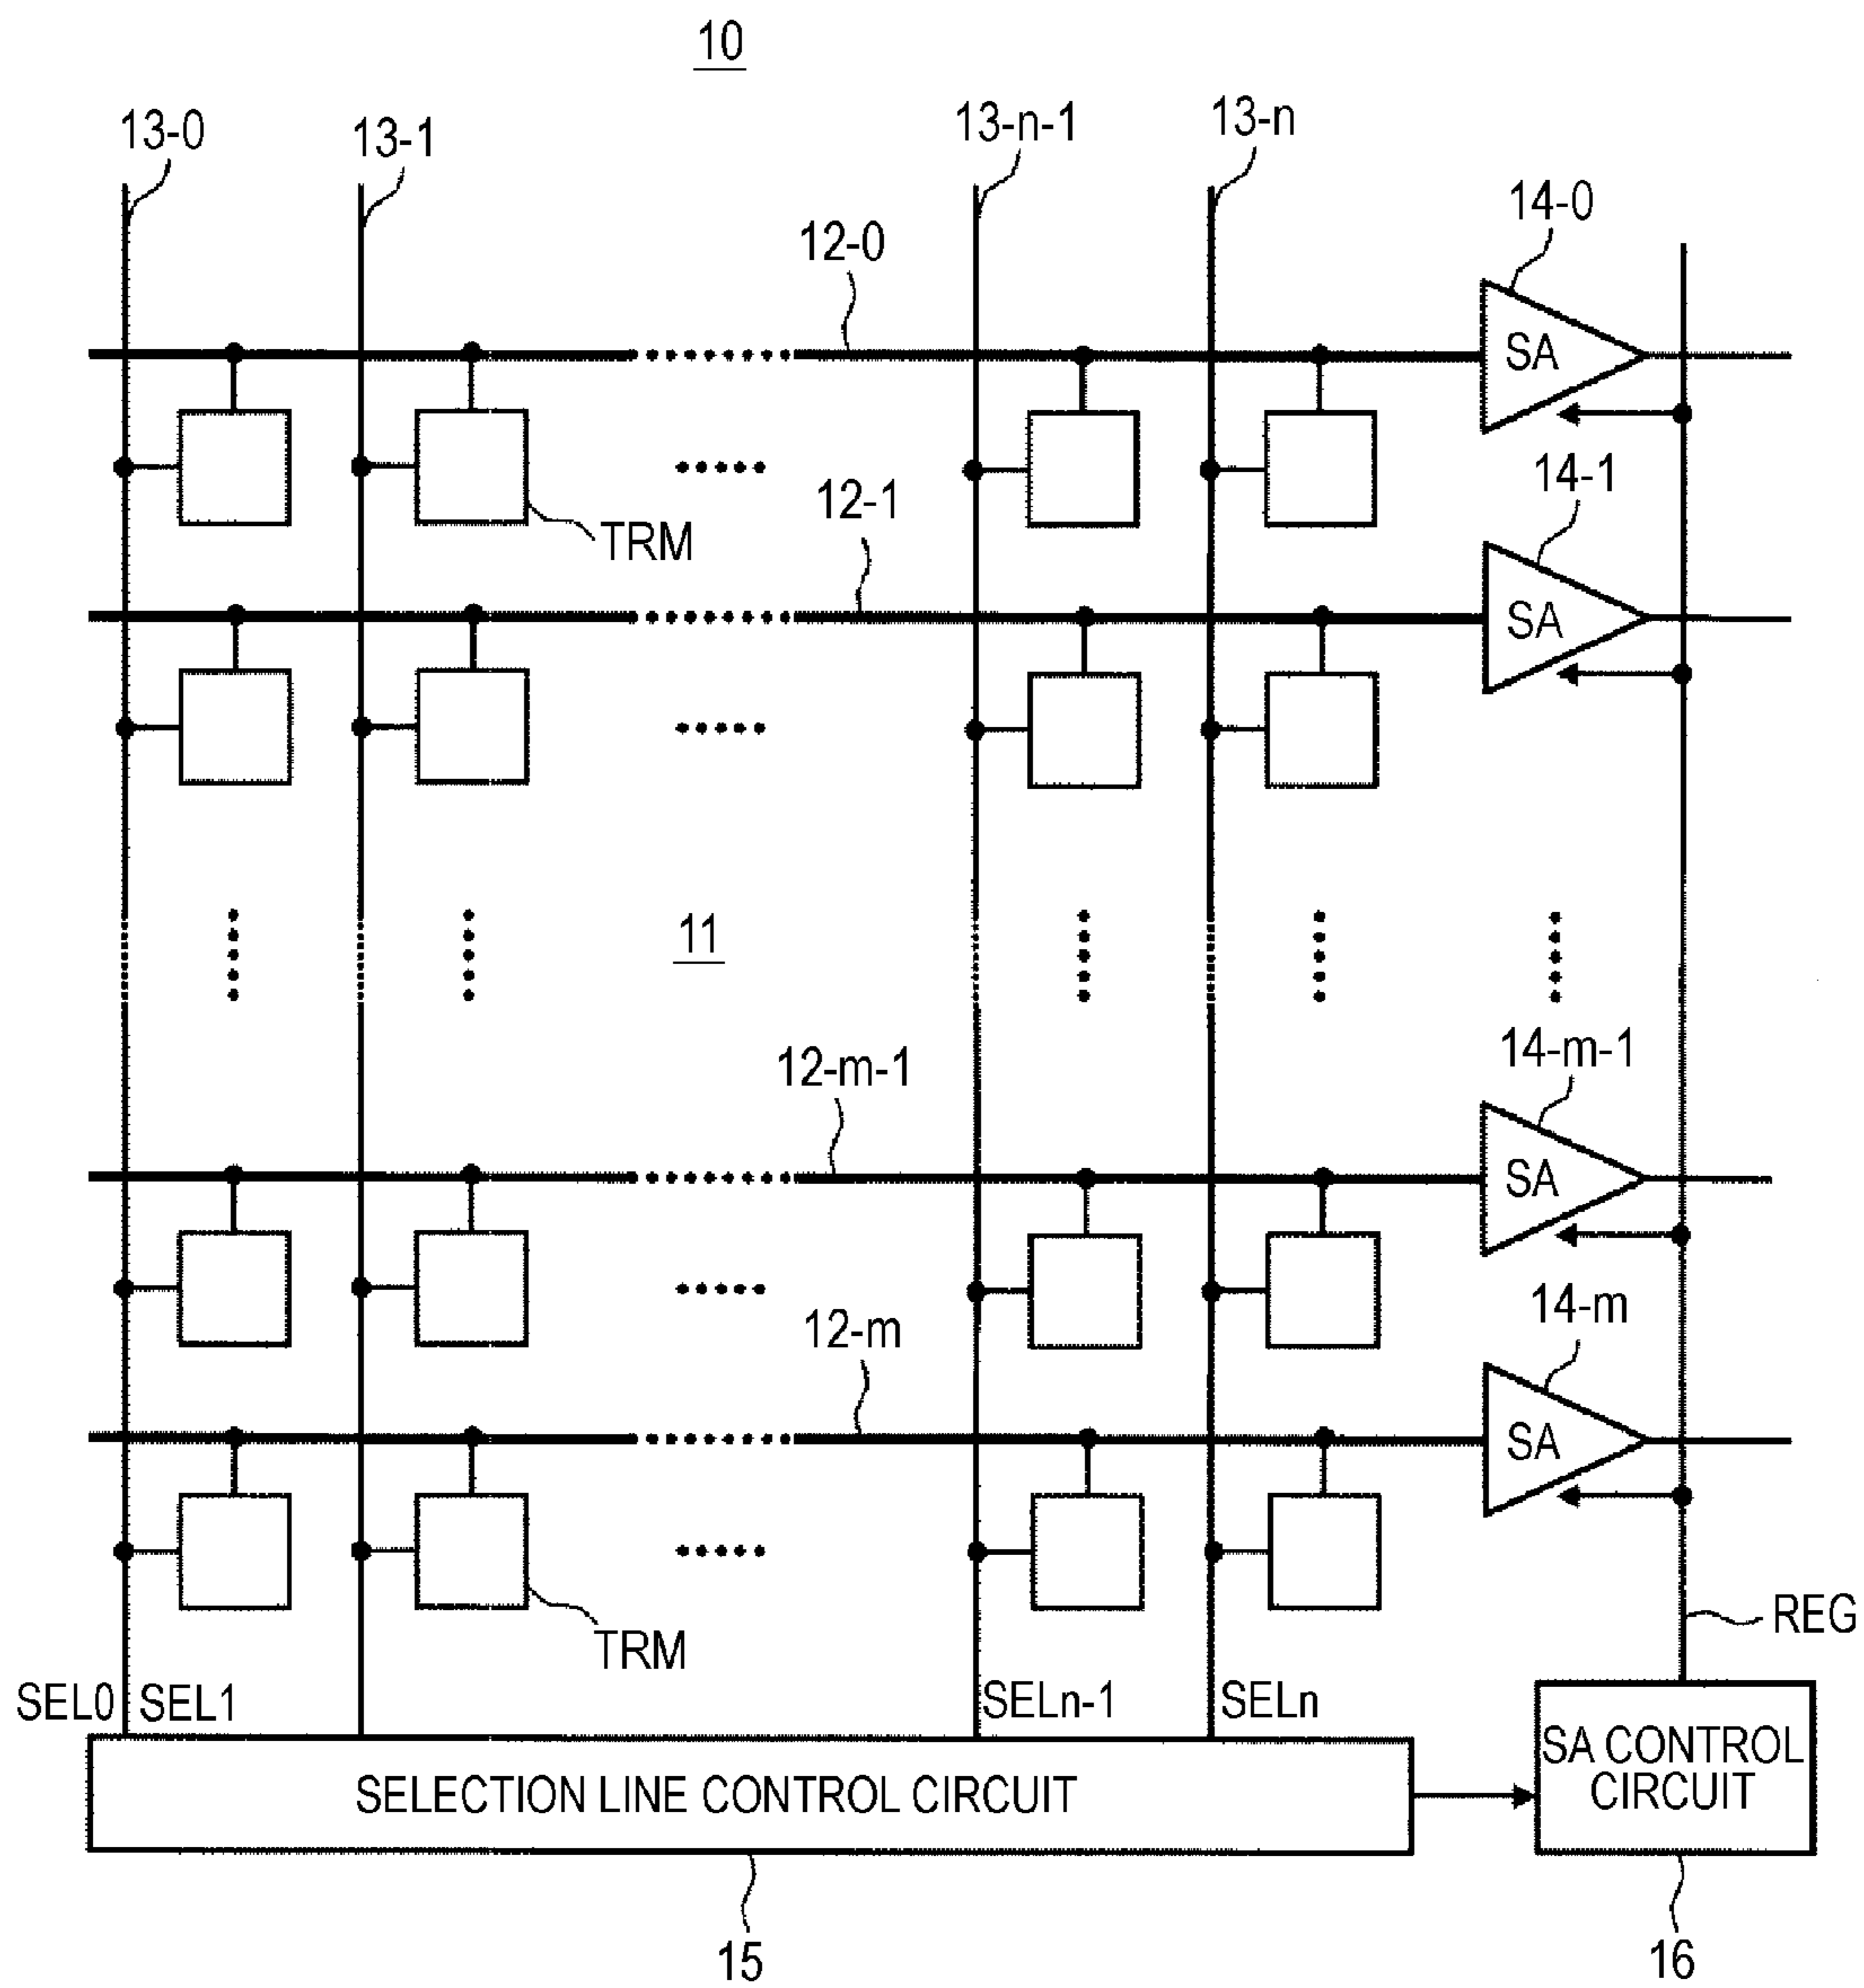 10
13-0
13-1
13-n-1
13-n
14-0
12-0
SA
14-1
12-1
TRM
SA
11
14-m-1
12-m-1
SA
14-m
12-m
SA
REG
TRM
SEL0
SEL1
SELn-1
SELn
SA CONTROL
CIRCUIT
SELECTION LINE CONTROL CIRCUIT
15
16